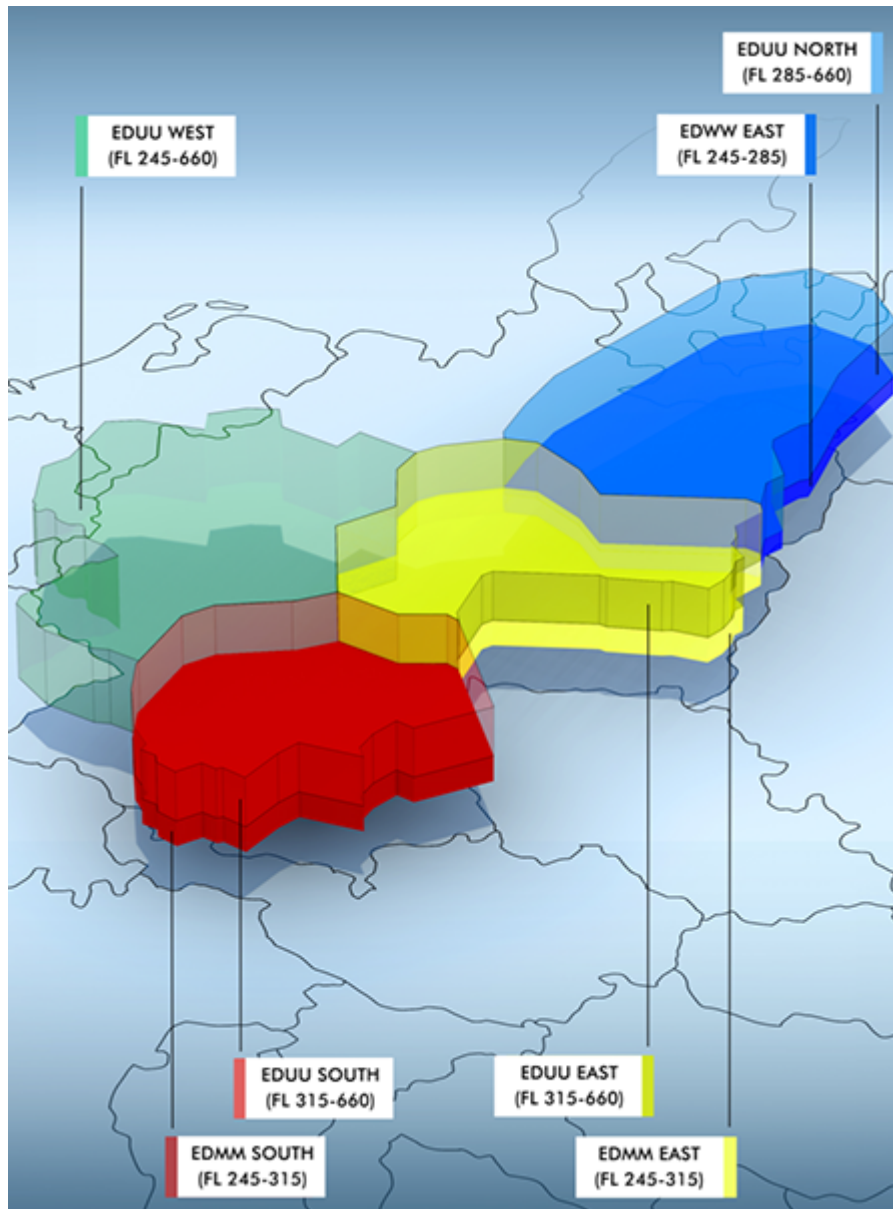 EDUU NORTH
(FL 285-660)
EDUU WEST
(FL 245-660)
EDWW EAST
(FL 245-285)
EDUU SOUTH
(FL 315-660)
EDUU EAST
(FL 315-660)
EDMM SOUTH
(FL 245-315)
EDMM EAST
(FL 245-315)